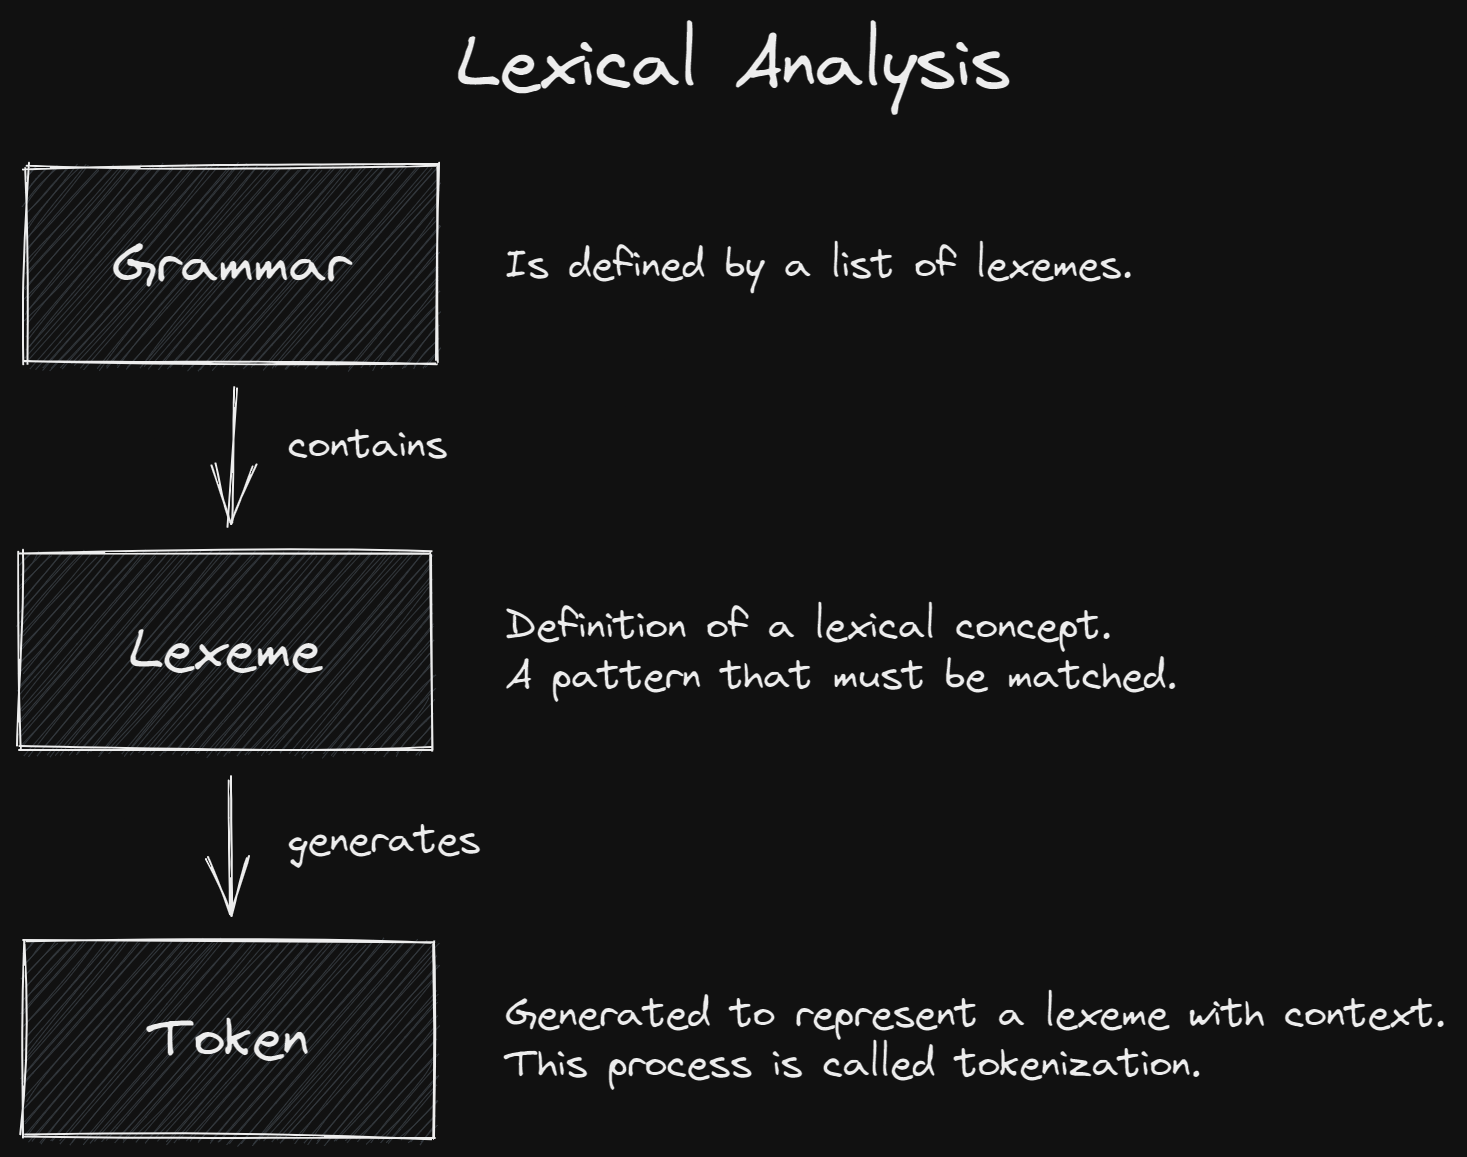 Lexical Analysis
Grammar
Is defined by a list of lexemes.
contains
Lexeme
Definition of a lexical concept.
A pattern that must be matched.
generates
Token
Generated to represent a lexeme with context.
This process is called tokenization.